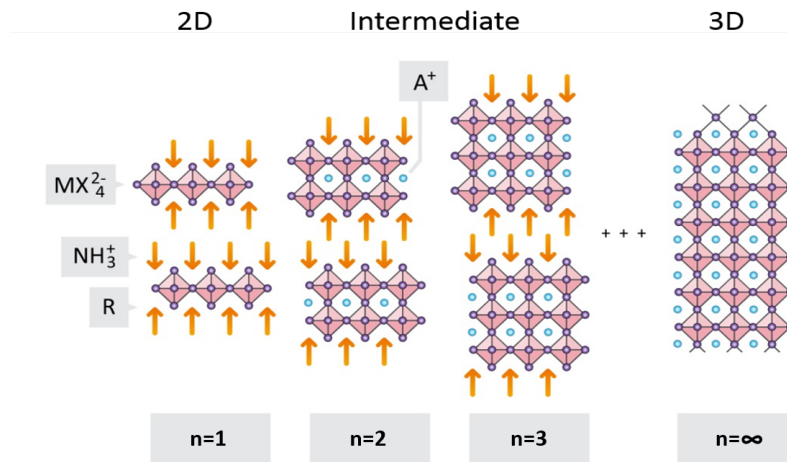 2D
Intermediate
3D
A⁺
MX₄²⁻
NH₃⁺
R
+ + +
n=1
n=2
n=3
n=∞